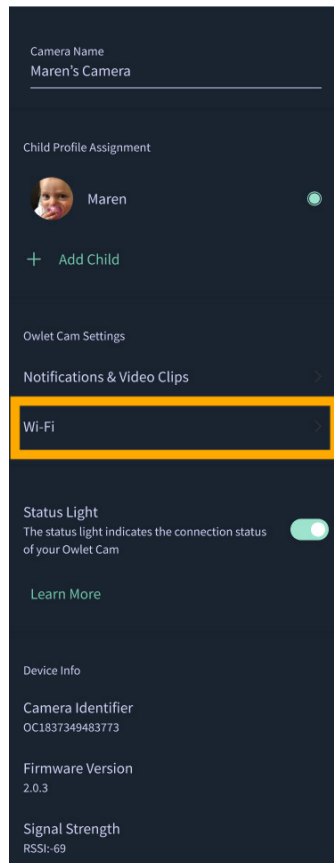 Camera Name
Maren's Camera
Child Profile Assignment
Maren
+ Add Child
Owlet Cam Settings
Notifications & Video Clips
Wi-Fi
Status Light
The status light indicates the connection status
of your Owlet Cam
Learn More
Device Info
Camera Identifier
OC1837349483773
Firmware Version
2.0.3
Signal Strength
RSSI:-69